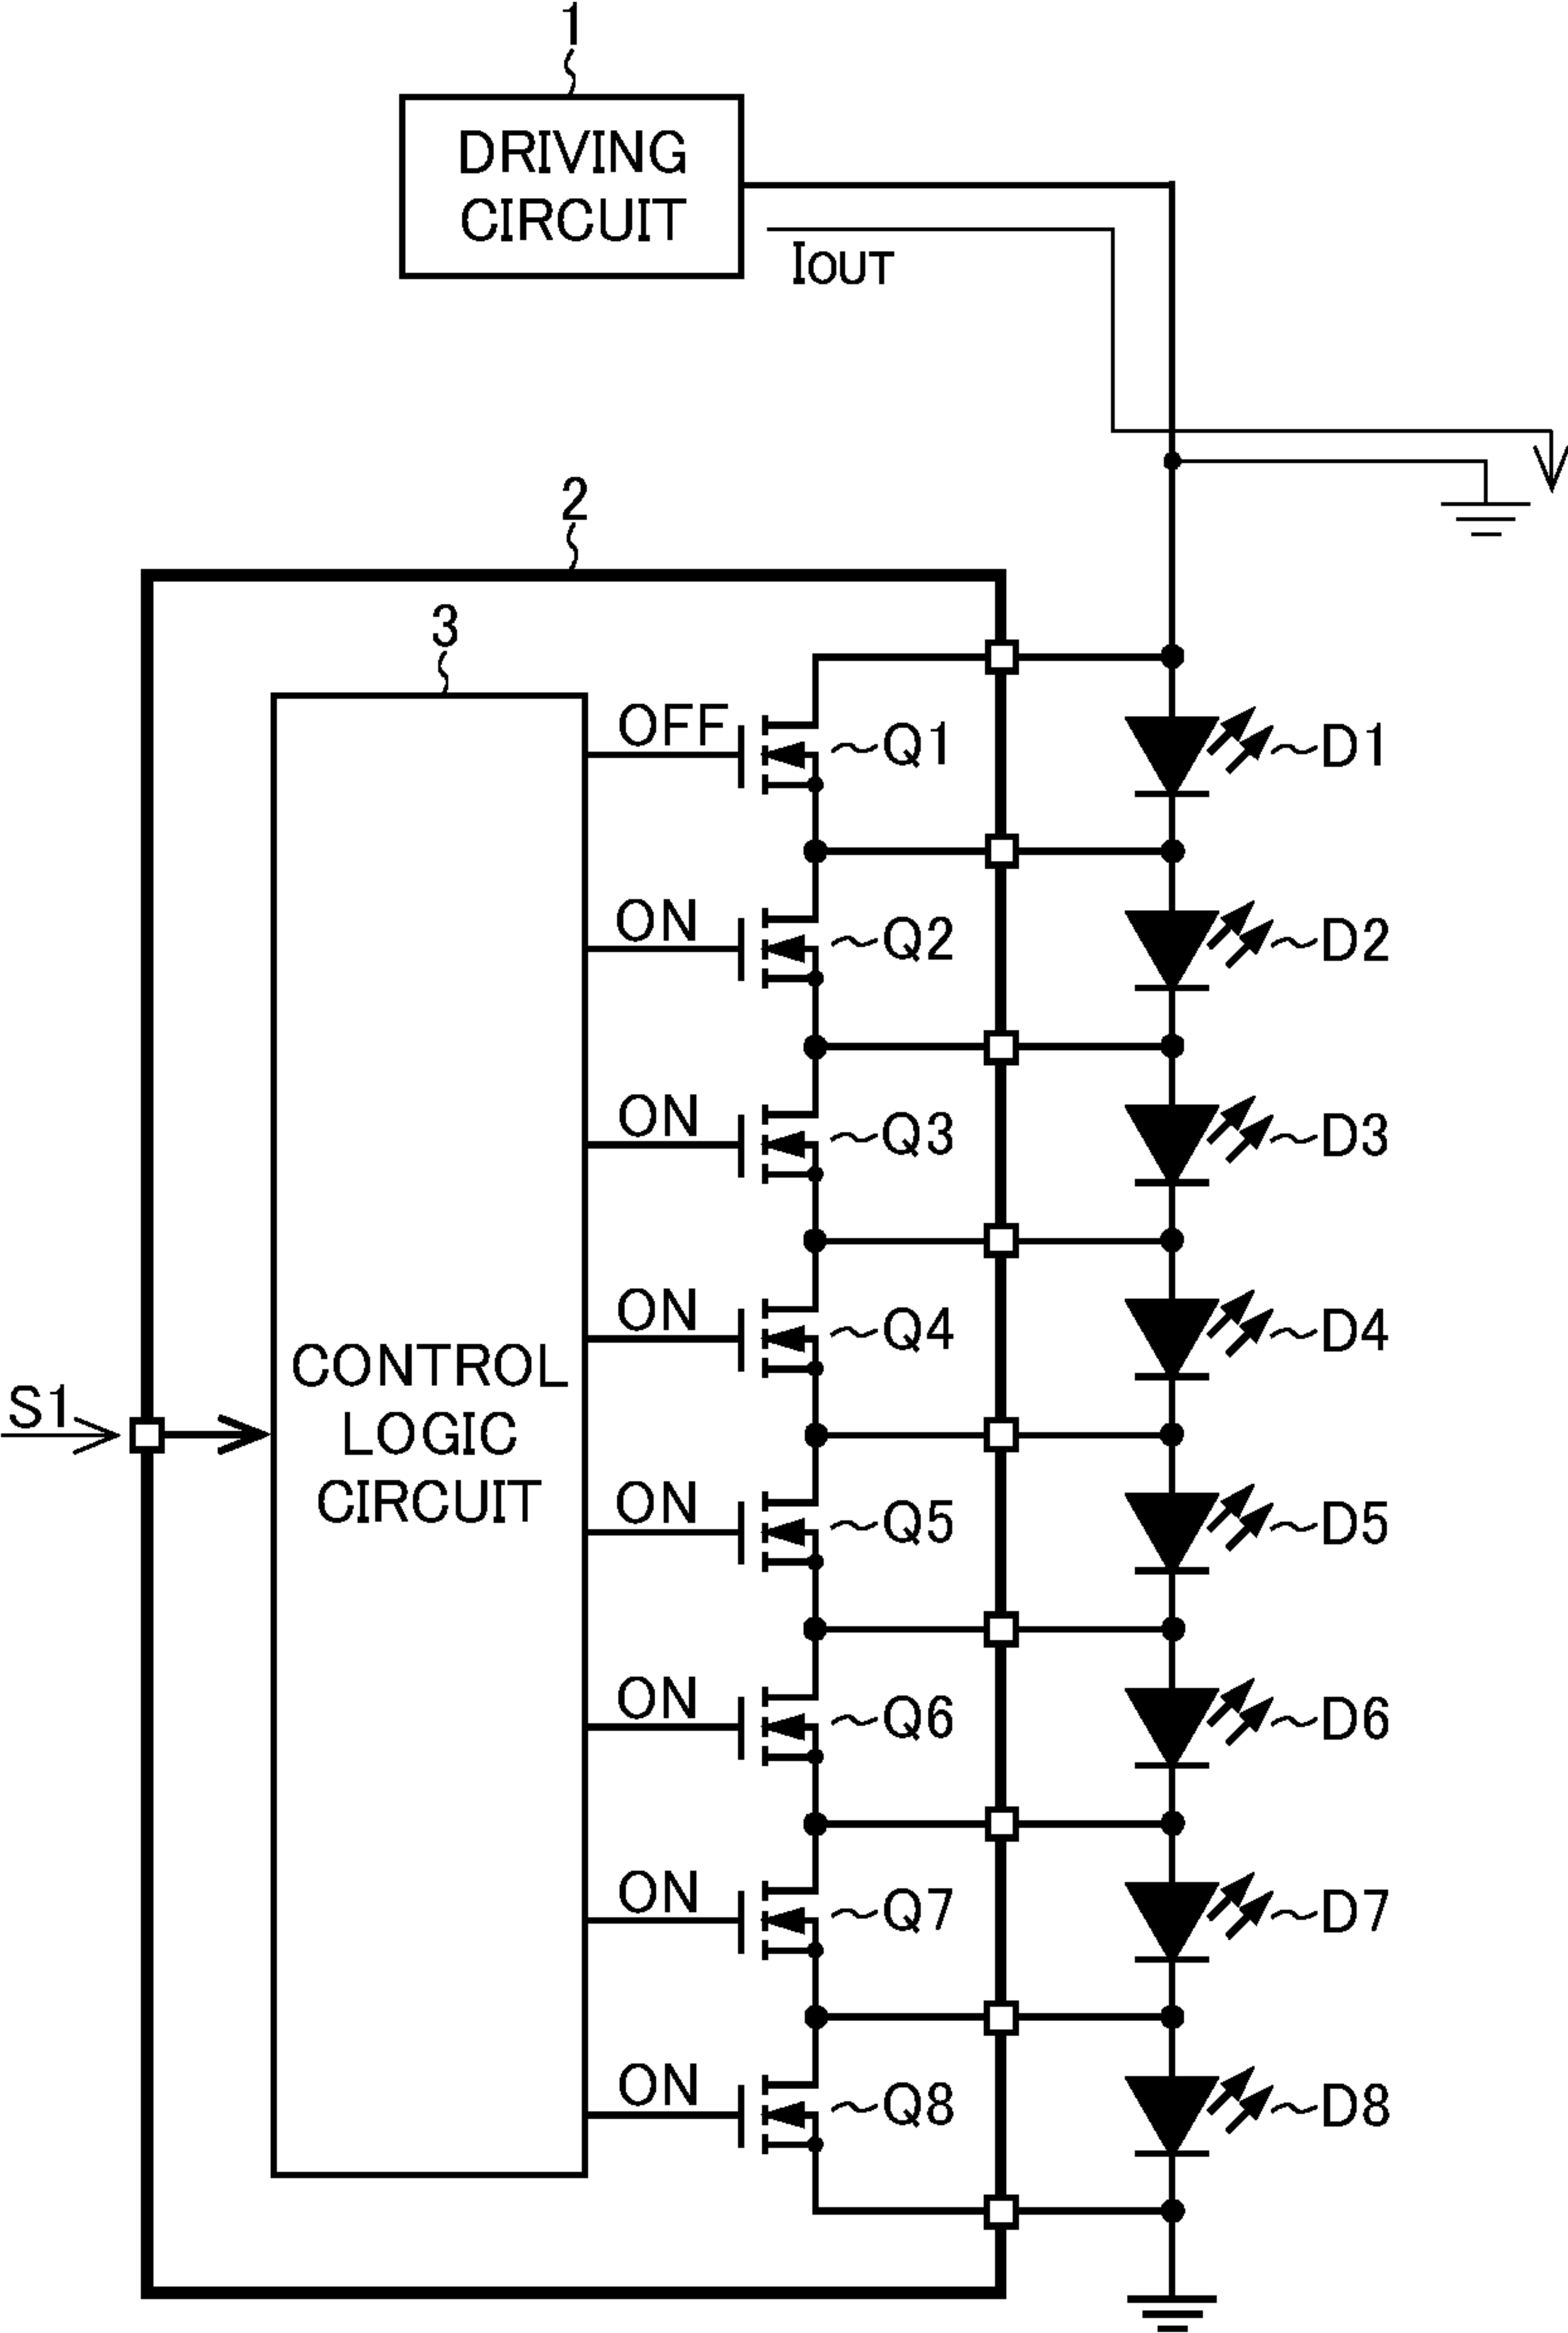 1
DRIVING
CIRCUIT
IOUT
2
3
OFF
Q1
D1
ON
Q2
D2
ON
Q3
D3
ON
Q4
D4
CONTROL
LOGIC
CIRCUIT
S1
ON
Q5
D5
ON
Q6
D6
ON
Q7
D7
ON
Q8
D8